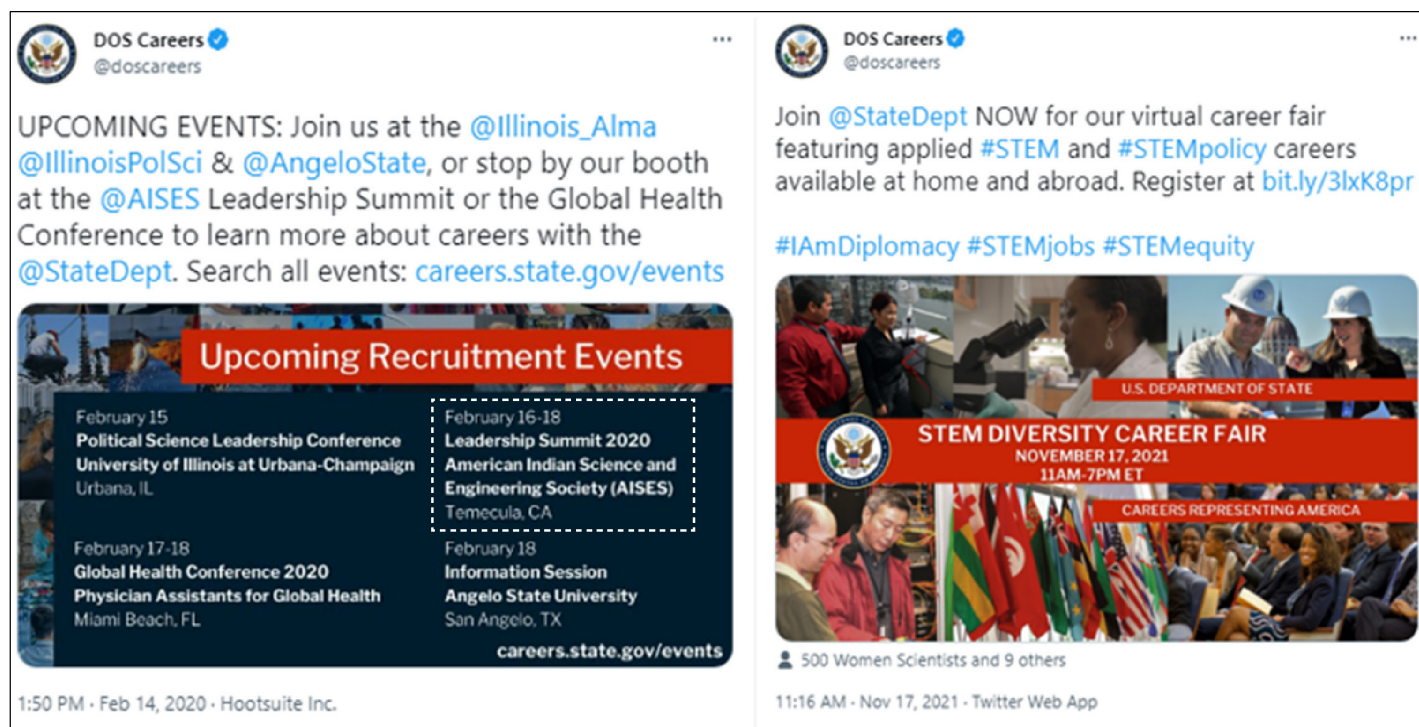 DOS Careers
@doscareers
UPCOMING EVENTS: Join us at the @Illinois_Alma
@IllinoisPolSci & @AngeloState, or stop by our booth
at the @AISES Leadership Summit or the Global Health
Conference to learn more about careers with the
@StateDept. Search all events: careers.state.gov/events
Upcoming Recruitment Events
February 15
Political Science Leadership Conference
University of Illinois at Urbana-Champaign
Urbana, IL
February 16-18
Leadership Summit 2020
American Indian Science and
Engineering Society (AISES)
Temecula, CA
February 17-18
Global Health Conference 2020
Physician Assistants for Global Health
Miami Beach, FL
February 18
Information Session
Angelo State University
San Angelo, TX
careers.state.gov/events
1:50 PM · Feb 14, 2020 · Hootsuite Inc.
DOS Careers
@doscareers
Join @StateDept NOW for our virtual career fair
featuring applied #STEM and #STEMpolicy careers
available at home and abroad. Register at bit.ly/3lxK8pr
#IAmDiplomacy #STEMjobs #STEMequity
U.S. DEPARTMENT OF STATE
STEM DIVERSITY CAREER FAIR
NOVEMBER 17, 2021
11AM-7PM ET
CAREERS REPRESENTING AMERICA
500 Women Scientists and 9 others
11:16 AM · Nov 17, 2021 · Twitter Web App